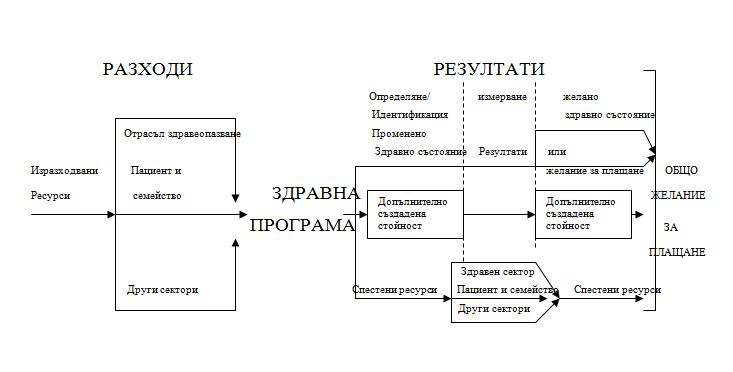 РАЗХОДИ
РЕЗУЛТАТИ
Определяне/ измерване желано
Идентификация здравно състояние
Променено
Здравно състояние Резултати или
желание за плащане
Отрасъл здравеопазване
Изразходвани Пациент и
Ресурси семейство
Други сектори
ЗДРАВНА
ПРОГРАМА
Допълнително
създадена
стойност
Допълнително
създадена
стойност
Здравен сектор
Спестени ресурси Пациент и семейство Спестени ресурси
Други сектори
ОБЩО
ЖЕЛАНИЕ
ЗА
ПЛАЩАНЕ